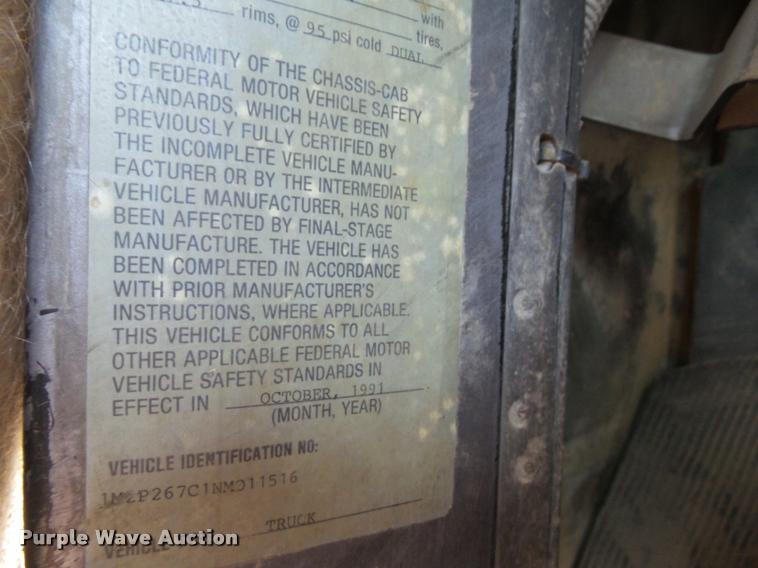 with
rims, @ 95 psi cold DUAL tires,
CONFORMITY OF THE CHASSIS-CAB
TO FEDERAL MOTOR VEHICLE SAFETY
STANDARDS, WHICH HAVE BEEN
PREVIOUSLY FULLY CERTIFIED BY
THE INCOMPLETE VEHICLE MANU-
FACTURER OR BY THE INTERMEDIATE
VEHICLE MANUFACTURER, HAS NOT
BEEN AFFECTED BY FINAL-STAGE
MANUFACTURE. THE VEHICLE HAS
BEEN COMPLETED IN ACCORDANCE
WITH PRIOR MANUFACTURER'S
INSTRUCTIONS, WHERE APPLICABLE.
THIS VEHICLE CONFORMS TO ALL
OTHER APPLICABLE FEDERAL MOTOR
VEHICLE SAFETY STANDARDS IN
EFFECT IN OCTOBER, 1991
(MONTH, YEAR)
VEHICLE IDENTIFICATION NO:
1M2P267C1NM011516
VEHICLE TRUCK
Purple Wave Auction